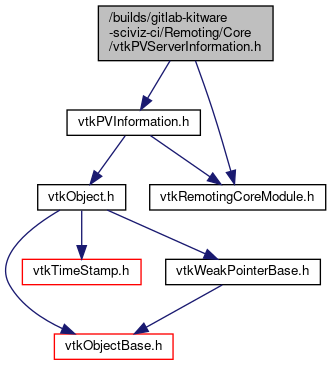 /builds/gitlab-kitware
-sciviz-ci/Remoting/Core
/vtkPVServerInformation.h
vtkPVInformation.h
vtkObject.h
vtkRemotingCoreModule.h
vtkTimeStamp.h
vtkWeakPointerBase.h
vtkObjectBase.h